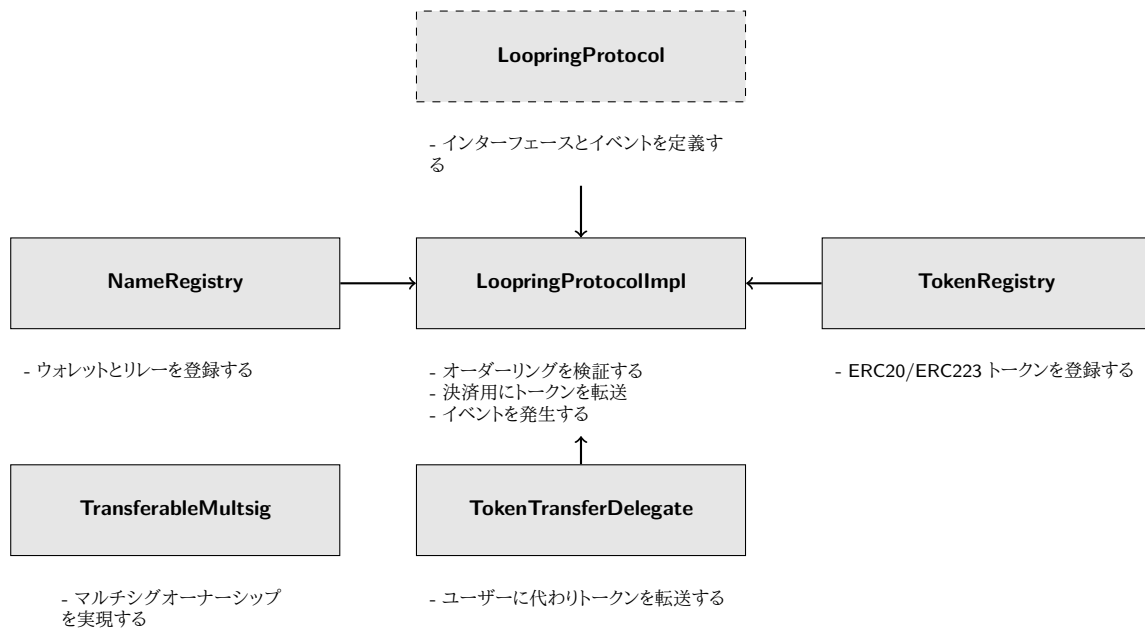 LoopringProtocol
- インターフェースとイベントを定義す
る
NameRegistry
LoopringProtocolImpl
TokenRegistry
- ウォレットとリレーを登録する
- オーダーリングを検証する
- 決済用にトークンを転送
- イベントを発生する
- ERC20/ERC223 トークンを登録する
TransferableMultsig
TokenTransferDelegate
- マルチシグオーナーシップ
を実現する
- ユーザーに代わりトークンを転送する